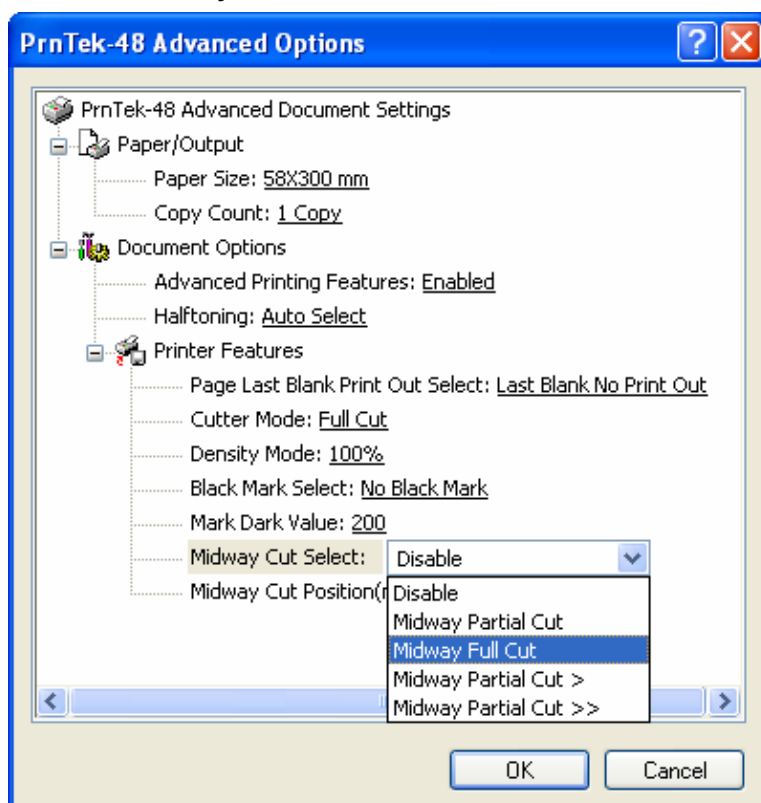 PrnTek-48 Advanced Options
PrnTek-48 Advanced Document Settings
Paper/Output
Paper Size: 58X300 mm
Copy Count: 1 Copy
Document Options
Advanced Printing Features: Enabled
Halftoning: Auto Select
Printer Features
Page Last Blank Print Out Select: Last Blank No Print Out
Cutter Mode: Full Cut
Density Mode: 100%
Black Mark Select: No Black Mark
Mark Dark Value: 200
Midway Cut Select: Disable
Midway Cut Position(
Disable
Midway Partial Cut
Midway Full Cut
Midway Partial Cut >
Midway Partial Cut >>
OK Cancel